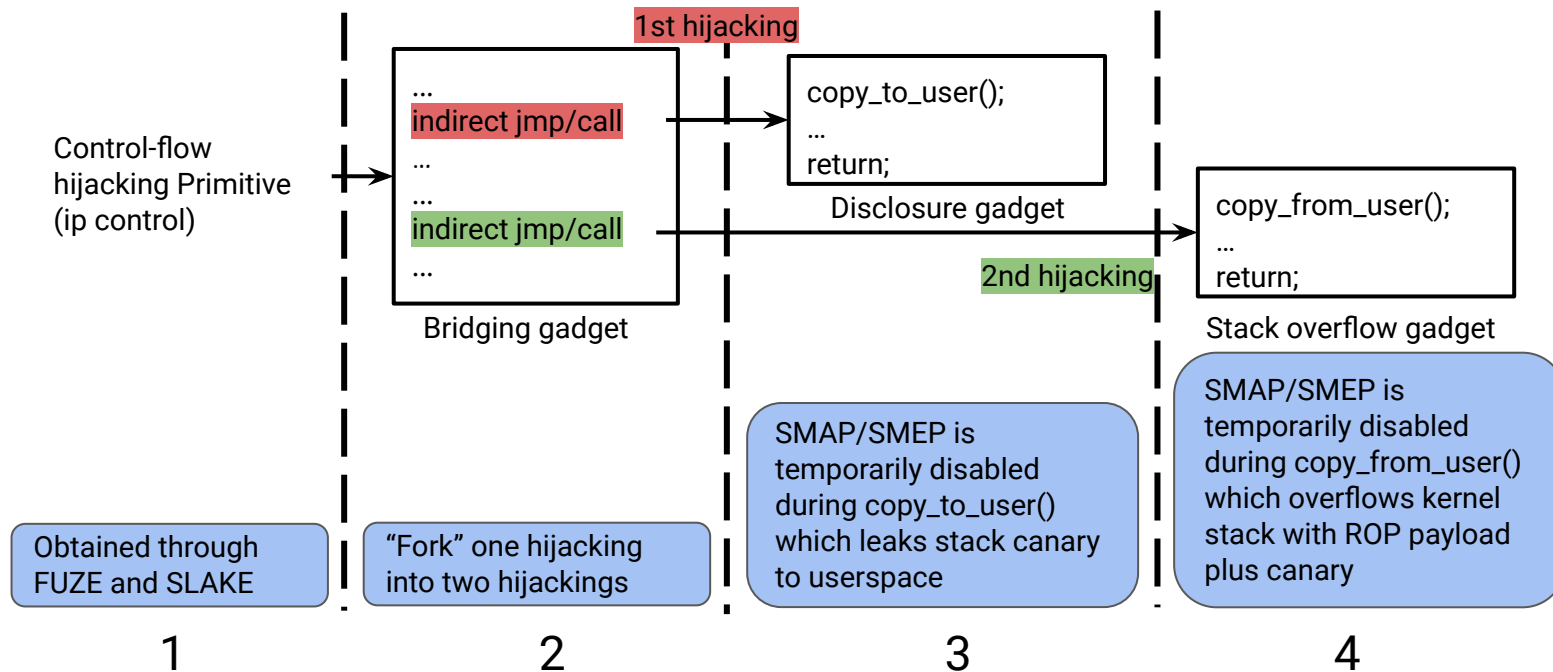 1st hijacking
Control-flow
hijacking Primitive
(ip control)
...
indirect jmp/call
...
...
indirect jmp/call
...
Bridging gadget
copy_to_user();
...
return;
Disclosure gadget
2nd hijacking
copy_from_user();
...
return;
Stack overflow gadget
Obtained through
FUZE and SLAKE
“Fork” one hijacking
into two hijackings
SMAP/SMEP is
temporarily disabled
during copy_to_user()
which leaks stack canary
to userspace
SMAP/SMEP is
temporarily disabled
during copy_from_user()
which overflows kernel
stack with ROP payload
plus canary
1
2
3
4